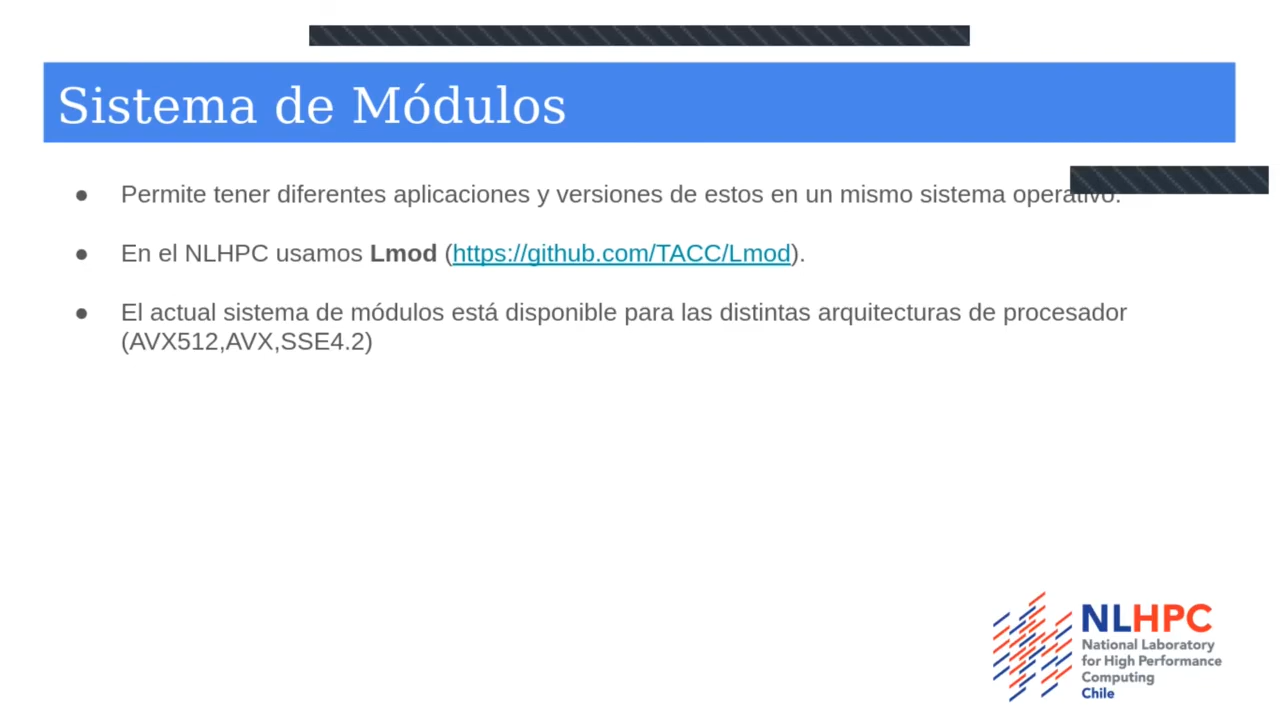 Sistema de Módulos
● Permite tener diferentes aplicaciones y versiones de estos en un mismo sistema operativo.
● En el NLHPC usamos Lmod (https://github.com/TACC/Lmod).
● El actual sistema de módulos está disponible para las distintas arquitecturas de procesador
(AVX512,AVX,SSE4.2)
NLHPC
National Laboratory
for High Performance
Computing
Chile